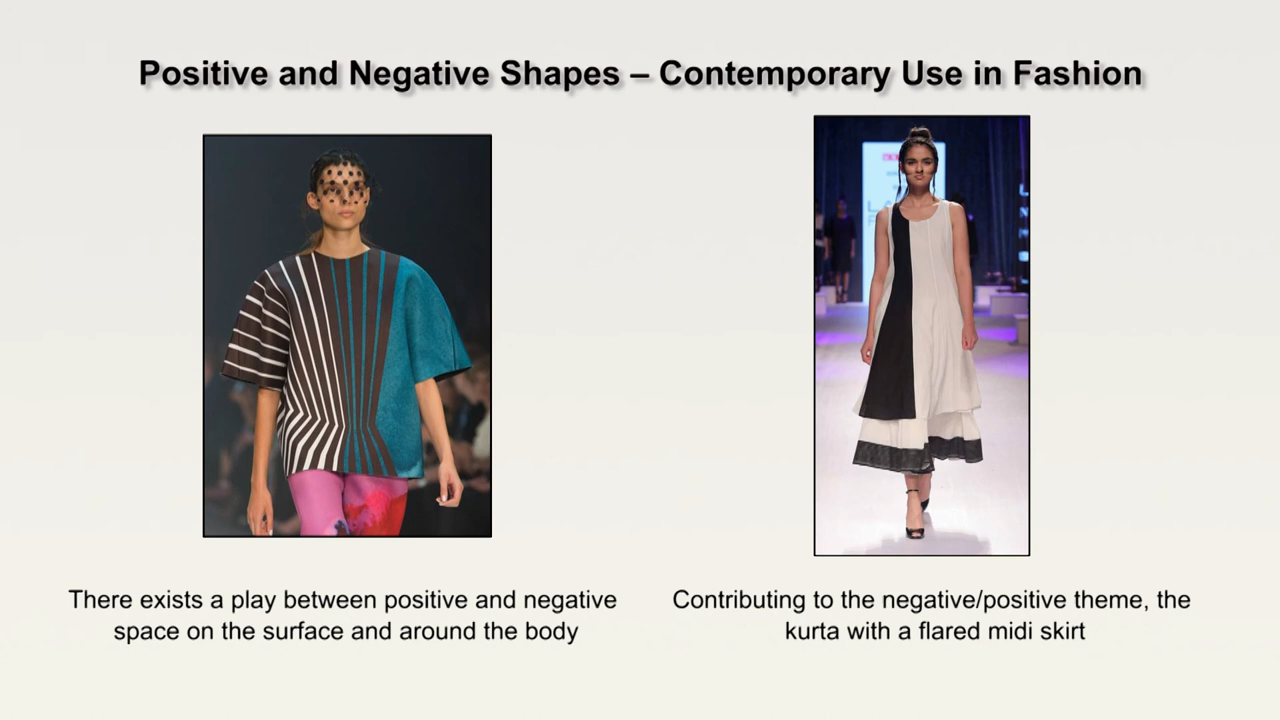 Positive and Negative Shapes – Contemporary Use in Fashion
There exists a play between positive and negative
space on the surface and around the body
Contributing to the negative/positive theme, the
kurta with a flared midi skirt